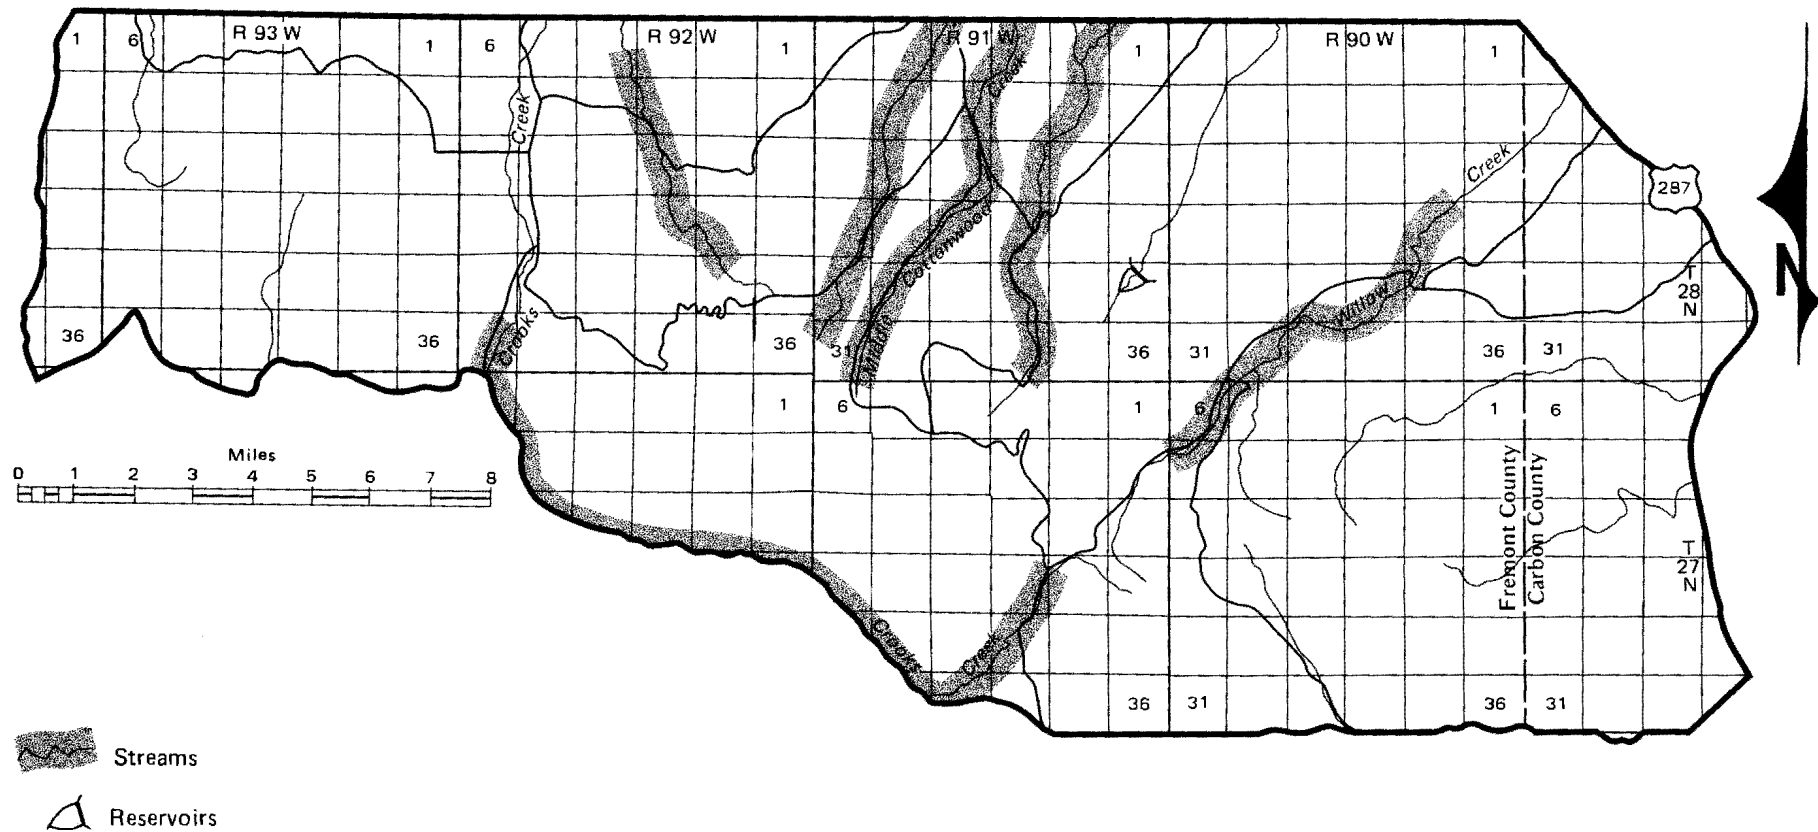 R 93 W
R 92 W
R 91 W
R 90 W
1
6
1
6
1
1
1
Creek
Creek
Creek
287
N
T
28
N
Middle Cottonwood
Willow
Crooks
36
36
36
31
36
31
36
31
1
6
1
6
1
6
Miles
0 1 2 3 4 5 6 7 8
Fremont County
Carbon County
T
27
N
Crooks
Creek
36
31
36
31
Streams
Reservoirs